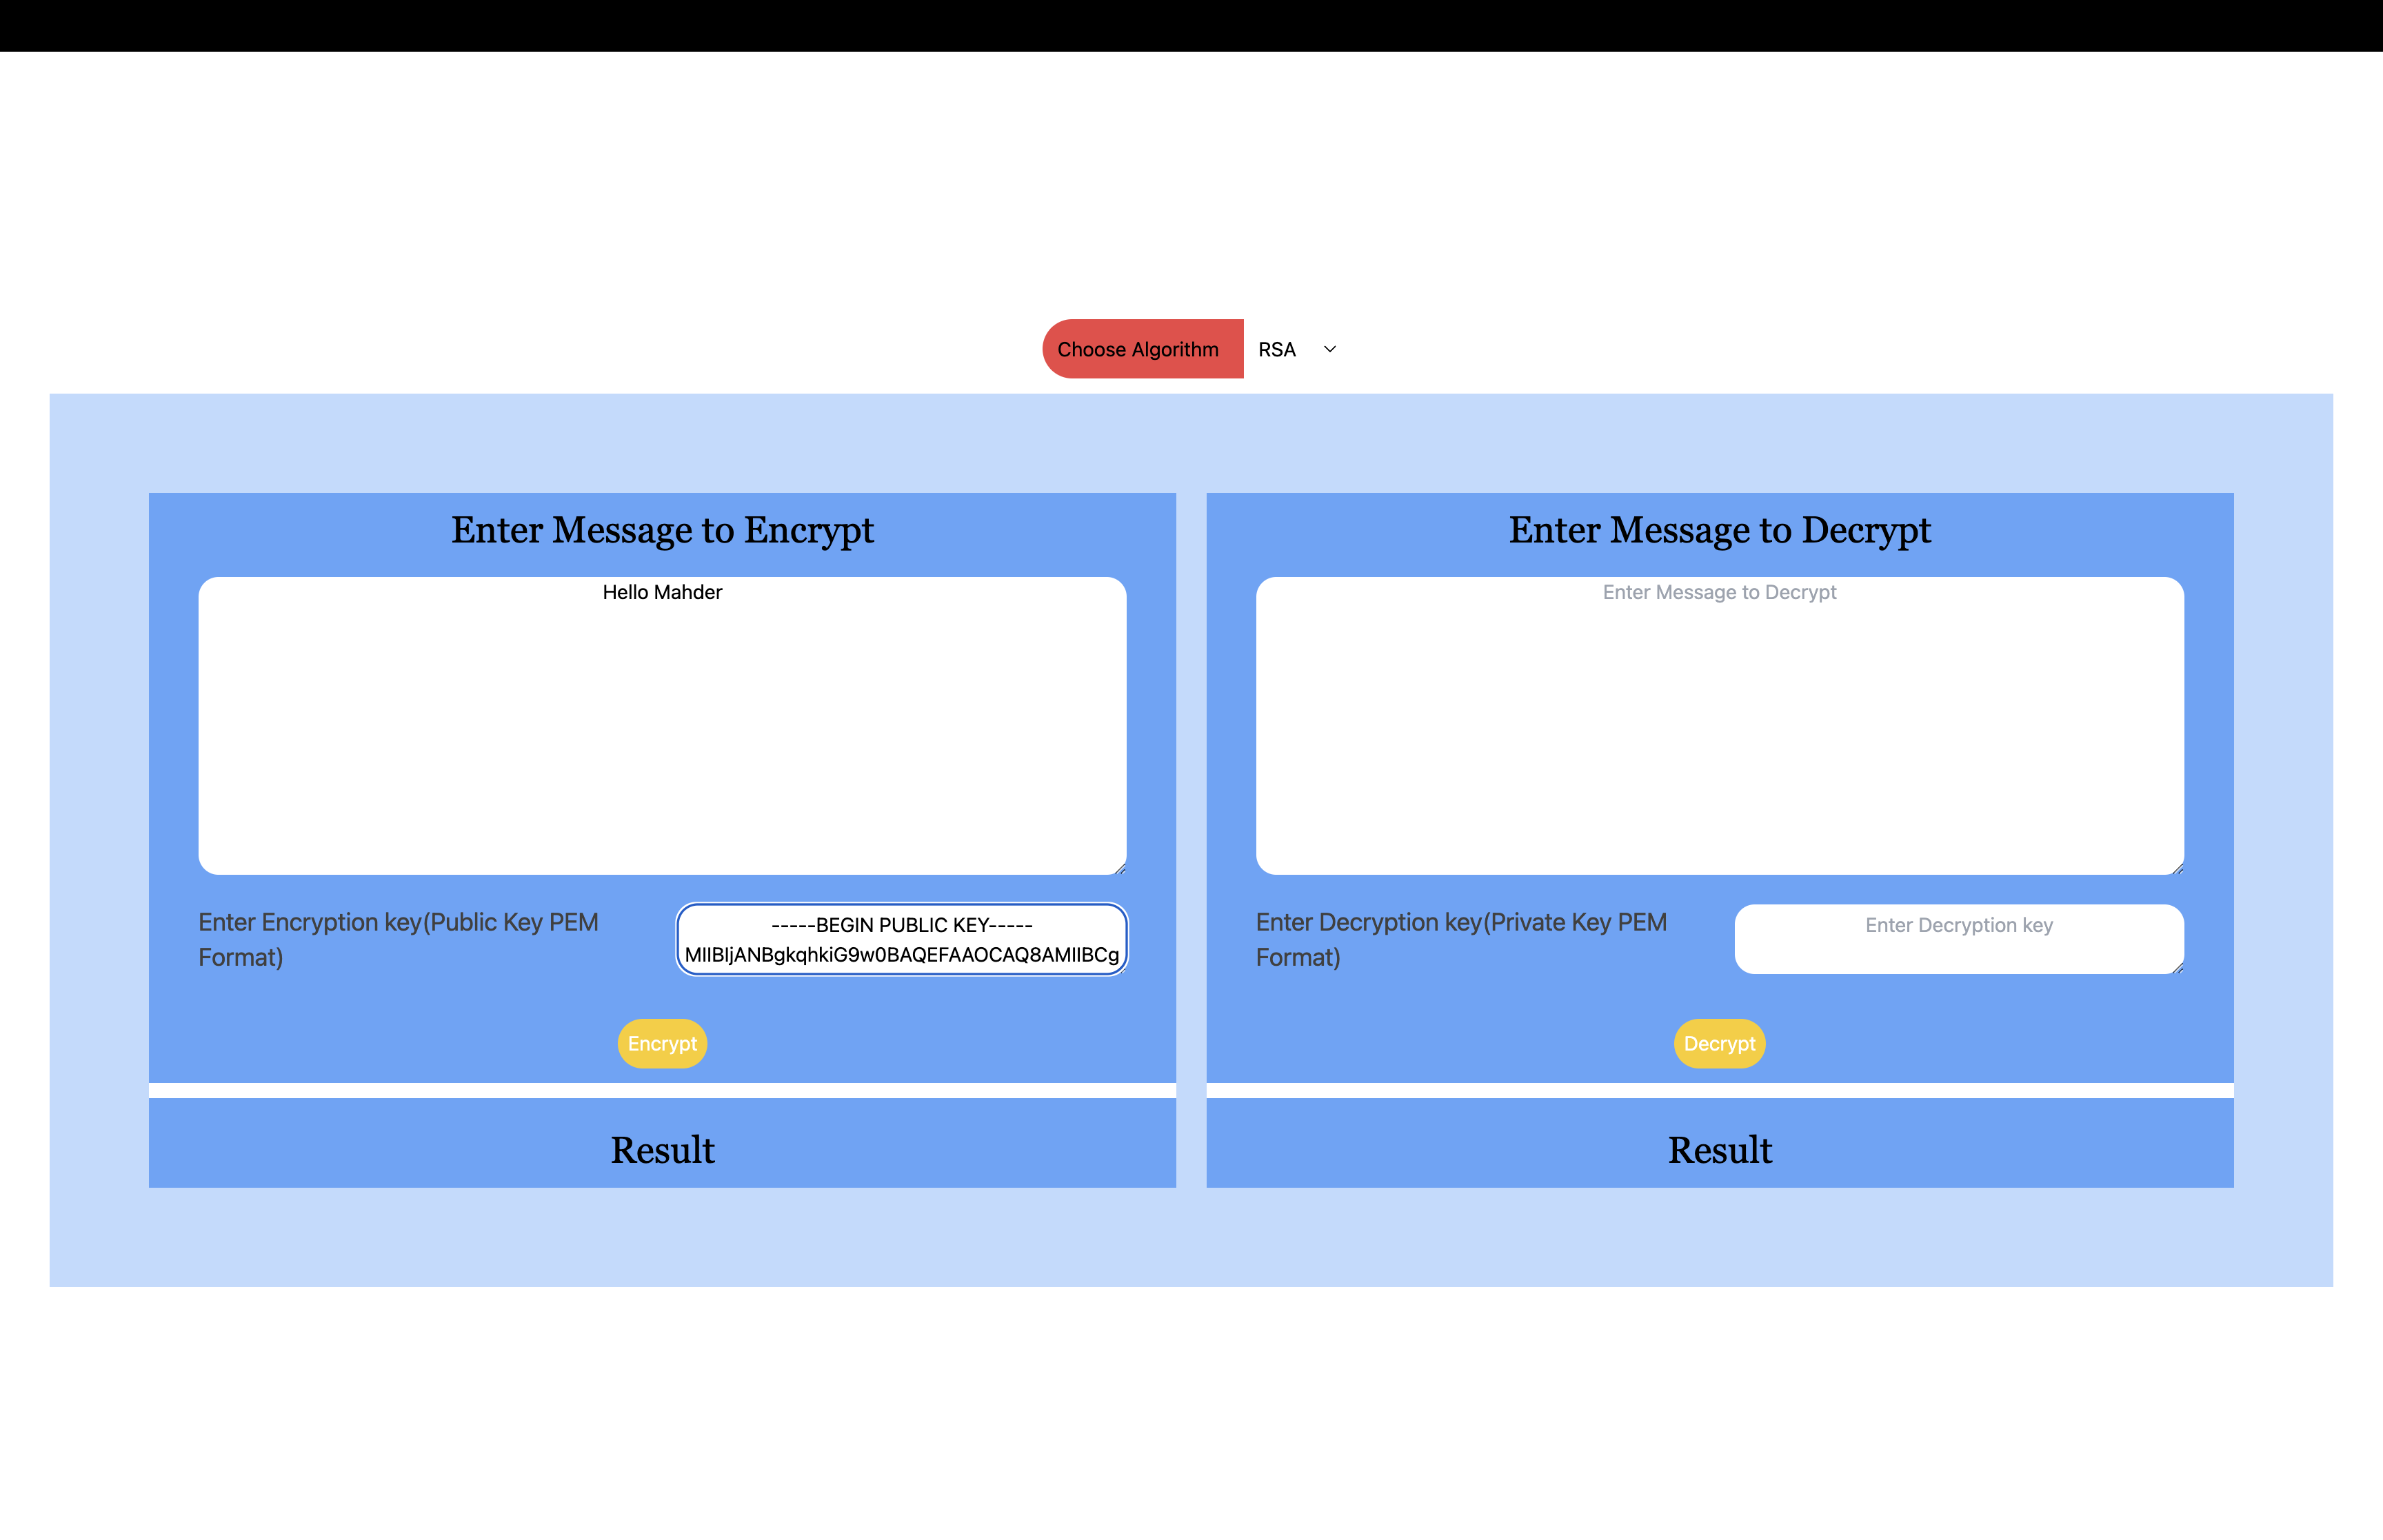 Choose Algorithm RSA
Enter Message to Encrypt
Hello Mahder
Enter Encryption key(Public Key PEM
Format)
-----BEGIN PUBLIC KEY-----
MIIBIjANBgkqhkiG9w0BAQEFAAOCAQ8AMIIBCg
Encrypt
Result
Enter Message to Decrypt
Enter Message to Decrypt
Enter Decryption key(Private Key PEM
Format)
Enter Decryption key
Decrypt
Result